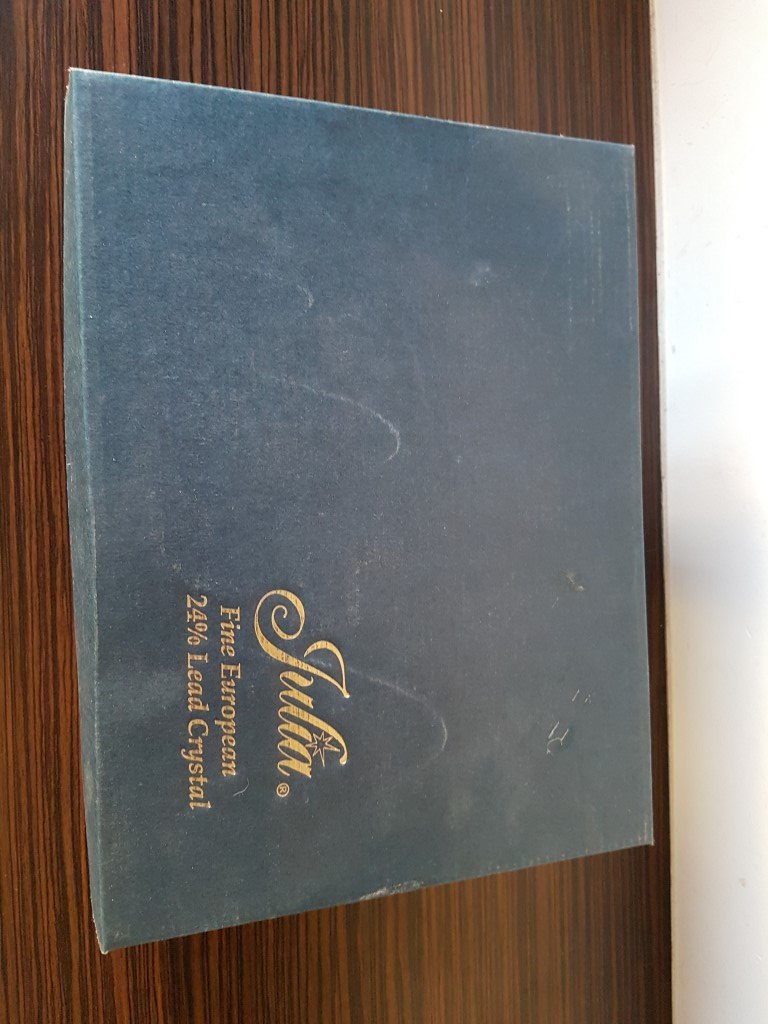 Julia®
Fine European
24% Lead Crystal